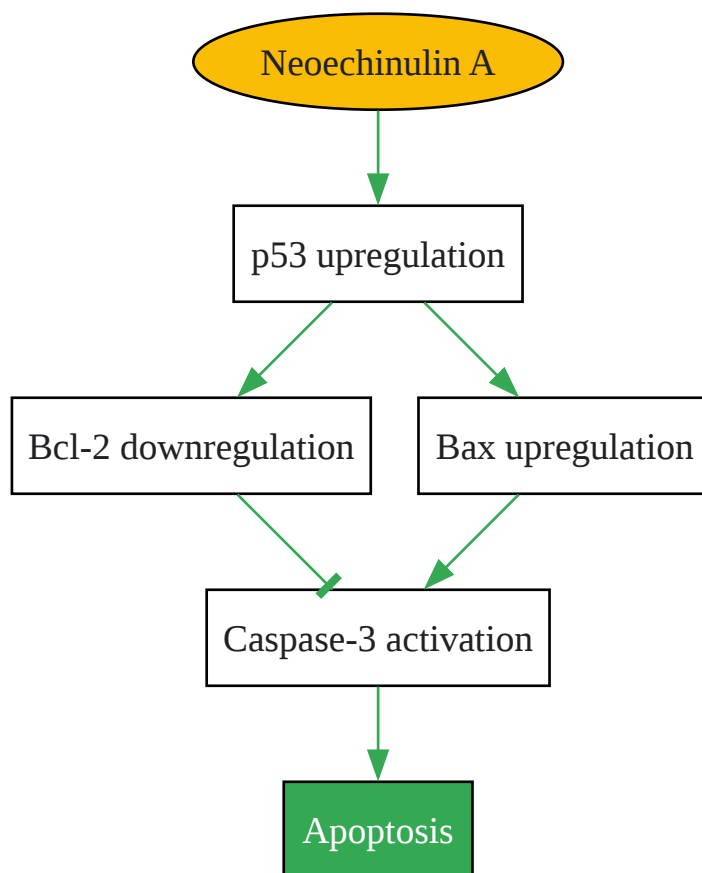 Neoechinulin A
p53 upregulation
Bcl-2 downregulation
Bax upregulation
Caspase-3 activation
Apoptosis